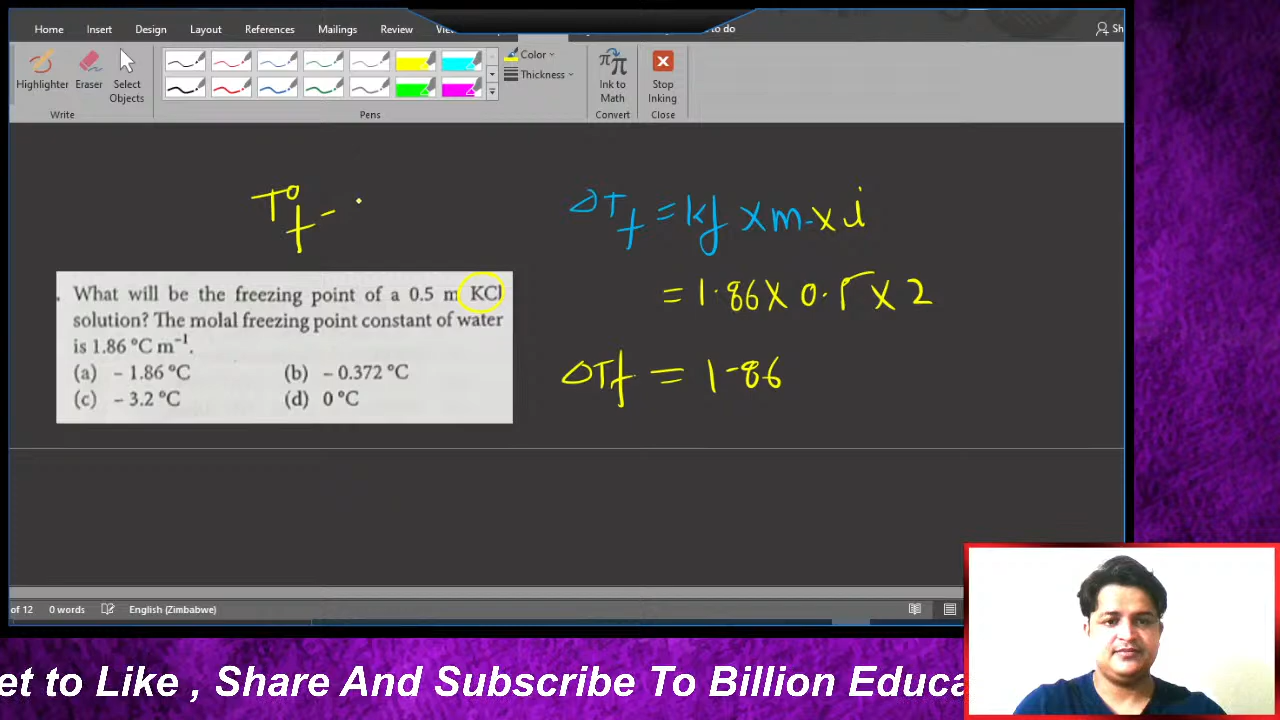 Home Insert Design Layout References Mailings Review to do
Highlighter Eraser Select Objects
Color
Thickness
Ink to Math
Stop Inking
Write Pens Convert Close
T°f -
ΔTf = kf x m x i
= 1.86 x 0.5 x 2
ΔTf = 1.86
. What will be the freezing point of a 0.5 m KCl
solution? The molal freezing point constant of water
is 1.86 °C m⁻¹.
(a) – 1.86 °C (b) – 0.372 °C
(c) – 3.2 °C (d) 0 °C
of 12 0 words English (Zimbabwe)
et to Like , Share And Subscribe To Billion Educa